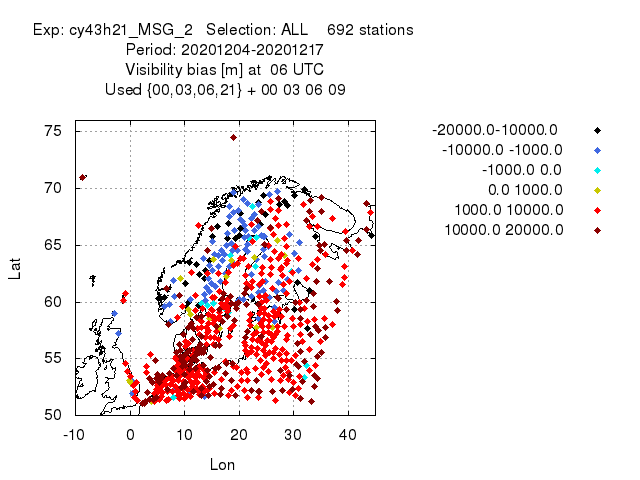 Exp: cy43h21_MSG_2 Selection: ALL 692 stations
Period: 20201204-20201217
Visibility bias [m] at 06 UTC
Used {00,03,06,21} + 00 03 06 09
-20000.0-10000.0
-10000.0 -1000.0
-1000.0 0.0
0.0 1000.0
1000.0 10000.0
10000.0 20000.0
75
70
65
60
55
50
Lat
-10 0 10 20 30 40
Lon